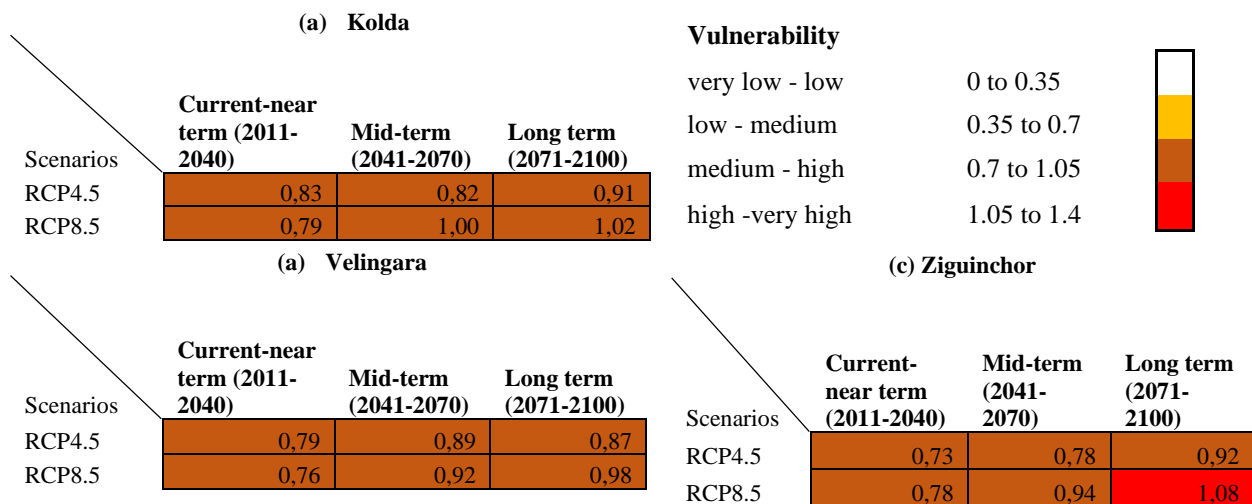 (a) Kolda
Current-near
term (2011-
2040)
Mid-term
(2041-2070)
Long term
(2071-2100)
Scenarios
RCP4.5 0,83 0,82 0,91
RCP8.5 0,79 1,00 1,02
Vulnerability
very low - low 0 to 0.35
low - medium 0.35 to 0.7
medium - high 0.7 to 1.05
high -very high 1.05 to 1.4
(a) Velingara
Current-near
term (2011-
2040)
Mid-term
(2041-2070)
Long term
(2071-2100)
Scenarios
RCP4.5 0,79 0,89 0,87
RCP8.5 0,76 0,92 0,98
(c) Ziguinchor
Current-
near term
(2011-2040)
Mid-term
(2041-
2070)
Long term
(2071-
2100)
Scenarios
RCP4.5 0,73 0,78 0,92
RCP8.5 0,78 0,94 1,08